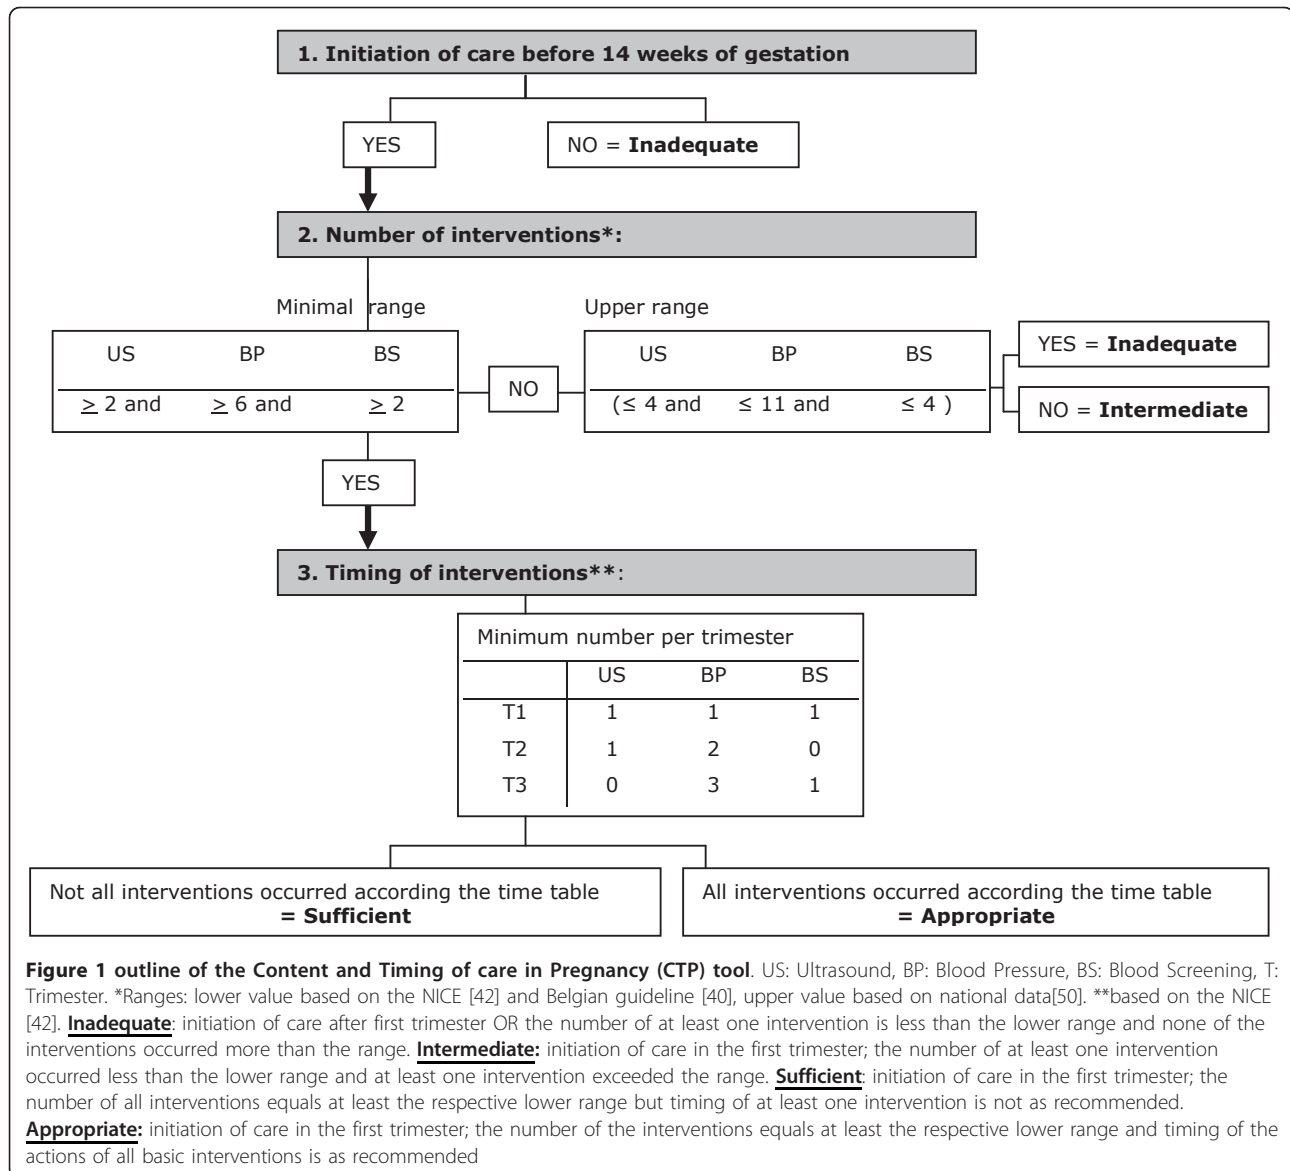 1. Initiation of care before 14 weeks of gestation
YES
NO = Inadequate
2. Number of interventions*:
Minimal range
Upper range
US BP BS
≥ 2 and ≥ 6 and ≥ 2
NO
US BP BS
(≤ 4 and ≤ 11 and ≤ 4 )
YES = Inadequate
NO = Intermediate
YES
3. Timing of interventions**:
Minimum number per trimester
US BP BS
T1 1 1 1
T2 1 2 0
T3 0 3 1
Not all interventions occurred according the time table
= Sufficient
All interventions occurred according the time table
= Appropriate
Figure 1 outline of the Content and Timing of care in Pregnancy (CTP) tool. US: Ultrasound, BP: Blood Pressure, BS: Blood Screening, T:
Trimester. *Ranges: lower value based on the NICE [42] and Belgian guideline [40], upper value based on national data[50]. **based on the NICE
[42]. Inadequate: initiation of care after first trimester OR the number of at least one intervention is less than the lower range and none of the
interventions occurred more than the range. Intermediate: initiation of care in the first trimester; the number of at least one intervention
occurred less than the lower range and at least one intervention exceeded the range. Sufficient: initiation of care in the first trimester; the
number of all interventions equals at least the respective lower range but timing of at least one intervention is not as recommended.
Appropriate: initiation of care in the first trimester; the number of the interventions equals at least the respective lower range and timing of the
actions of all basic interventions is as recommended